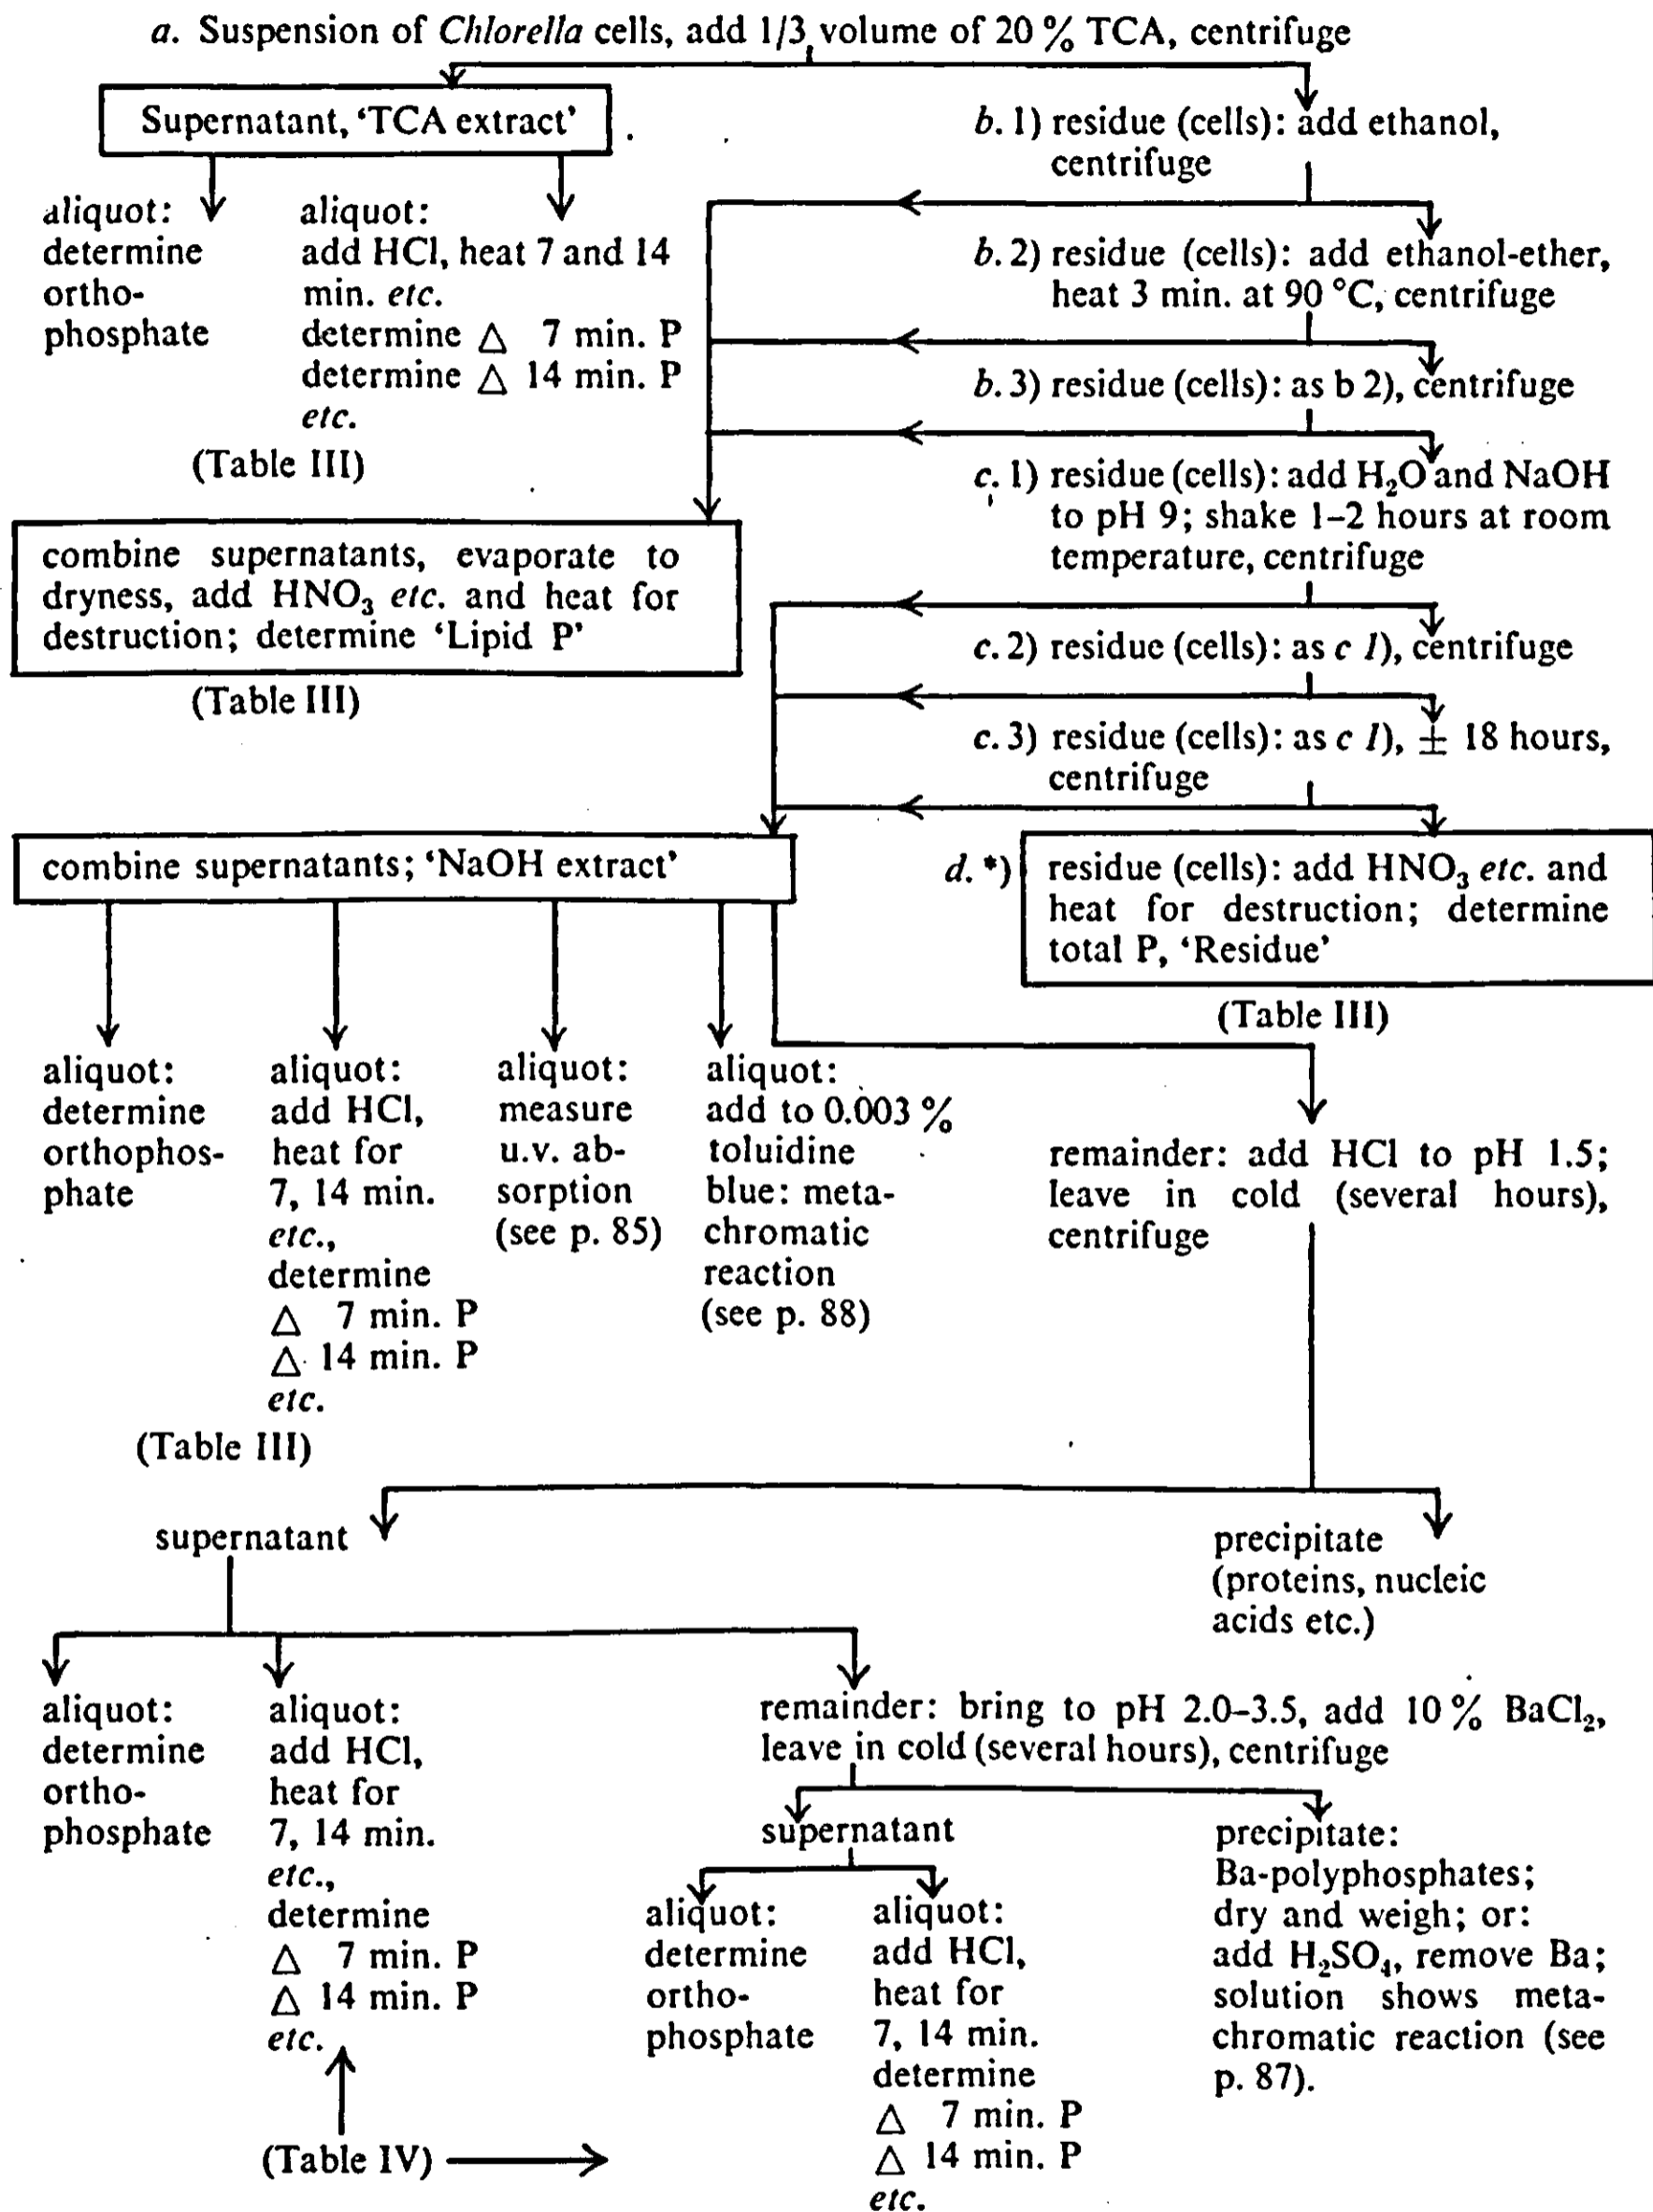 a. Suspension of Chlorella cells, add 1/3 volume of 20 % TCA, centrifuge
Supernatant, ‘TCA extract’
aliquot:
determine
ortho-
phosphate
aliquot:
add HCl, heat 7 and 14
min. etc.
determine △ 7 min. P
determine △ 14 min. P
etc.
(Table III)
b. 1) residue (cells): add ethanol,
centrifuge
b. 2) residue (cells): add ethanol-ether,
heat 3 min. at 90 °C, centrifuge
b. 3) residue (cells): as b 2), centrifuge
c. 1) residue (cells): add H₂O and NaOH
to pH 9; shake 1–2 hours at room
temperature, centrifuge
combine supernatants, evaporate to
dryness, add HNO₃ etc. and heat for
destruction; determine ‘Lipid P’
(Table III)
c. 2) residue (cells): as c 1), centrifuge
c. 3) residue (cells): as c 1), ± 18 hours,
centrifuge
combine supernatants; ‘NaOH extract’
d. *) residue (cells): add HNO₃ etc. and
heat for destruction; determine
total P, ‘Residue’
(Table III)
aliquot:
determine
orthophos-
phate
aliquot:
add HCl,
heat for
7, 14 min.
etc.,
determine
△ 7 min. P
△ 14 min. P
etc.
(Table III)
aliquot:
measure
u.v. ab-
sorption
(see p. 85)
aliquot:
add to 0.003 %
toluidine
blue: meta-
chromatic
reaction
(see p. 88)
remainder: add HCl to pH 1.5;
leave in cold (several hours),
centrifuge
supernatant
precipitate
(proteins, nucleic
acids etc.)
aliquot:
determine
ortho-
phosphate
aliquot:
add HCl,
heat for
7, 14 min.
etc.,
determine
△ 7 min. P
△ 14 min. P
etc.
(Table IV)
remainder: bring to pH 2.0–3.5, add 10 % BaCl₂,
leave in cold (several hours), centrifuge
supernatant
aliquot:
determine
ortho-
phosphate
aliquot:
add HCl,
heat for
7, 14 min.
determine
△ 7 min. P
△ 14 min. P
etc.
precipitate:
Ba-polyphosphates;
dry and weigh; or:
add H₂SO₄, remove Ba;
solution shows meta-
chromatic reaction (see
p. 87).